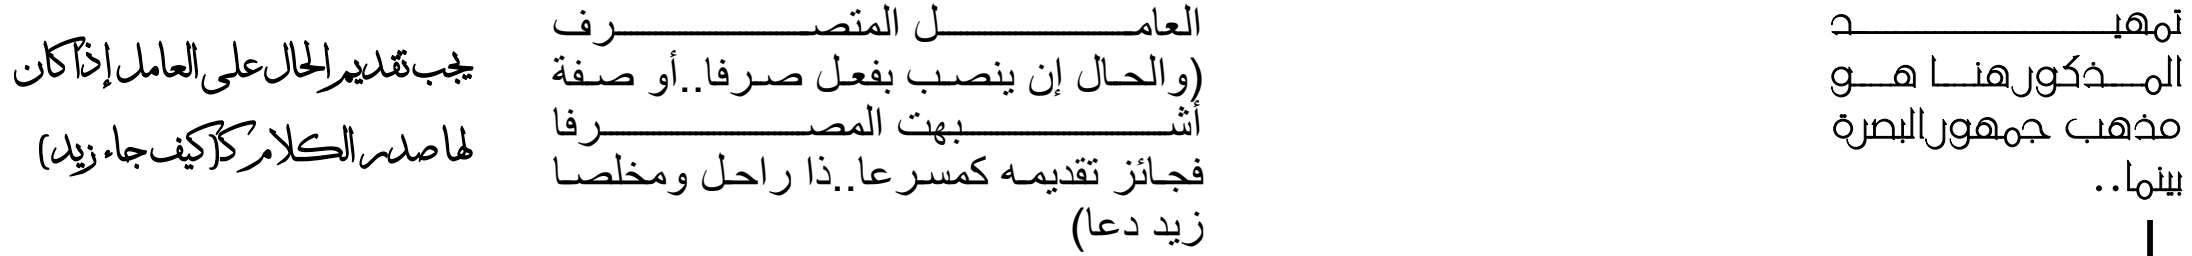 تمهيد
المذكور هنا هو
مذهب جمهور البصرة
بينما..
العامل المتصرف
(والحال إن ينصب بفعل صرفا..أو صفة
أشبهت المصرفا
فجائز تقديمه كمسرعا..ذا راحل ومخلصا
زيد دعا)
يجب تقديم الحال على العامل إذا كان
لها صدر الكلام كـ(كيف جاء زيد)